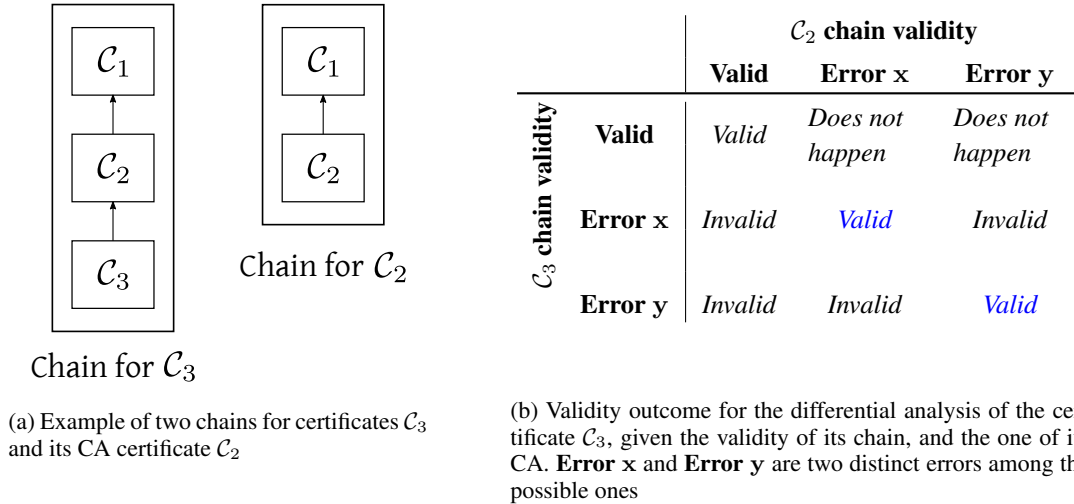 C₁
C₂
C₃
Chain for C₃
C₁
C₂
Chain for C₂
(a) Example of two chains for certificates C₃
and its CA certificate C₂
C₂ chain validity
Valid Error x Error y
C₃ chain validity
Valid Valid Does not happen Does not happen
Error x Invalid Valid Invalid
Error y Invalid Invalid Valid
(b) Validity outcome for the differential analysis of the cer-
tificate C₃, given the validity of its chain, and the one of i
CA. Error x and Error y are two distinct errors among th
possible ones